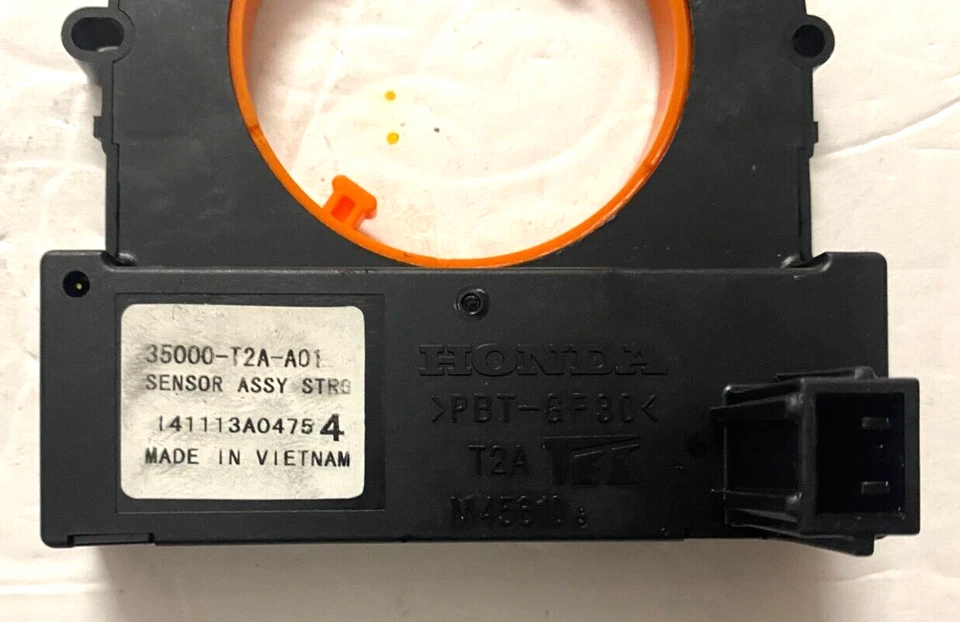 35000-T2A-A01
SENSOR ASSY STRG
141113A0475 4
MADE IN VIETNAM
HONDA
>PBT-GF30<
T2A